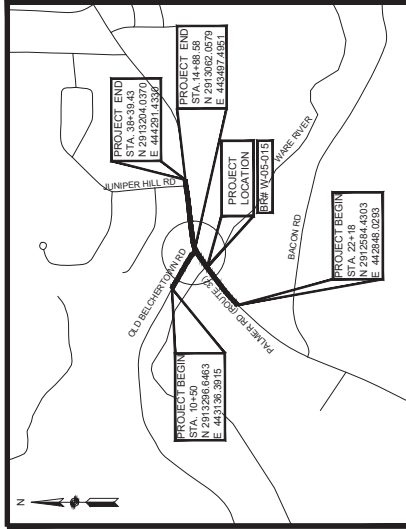 N
PROJECT END
STA. 38+39.43
N 2913204.0370
E 444291.4330
PROJECT END
STA. 14+88.58
N 2913062.0579
E 443497.4951
JUNIPER HILL RD
OLD BELCHERTOWN RD
PROJECT
LOCATION
BR# W-05-015
WARE RIVER
BACON RD
PALMER RD (ROUTE 32)
PROJECT BEGIN
STA. 10+50
N 2913296.6463
E 443136.3915
PROJECT BEGIN
STA. 22+18
N 2912584.4303
E 442848.0293